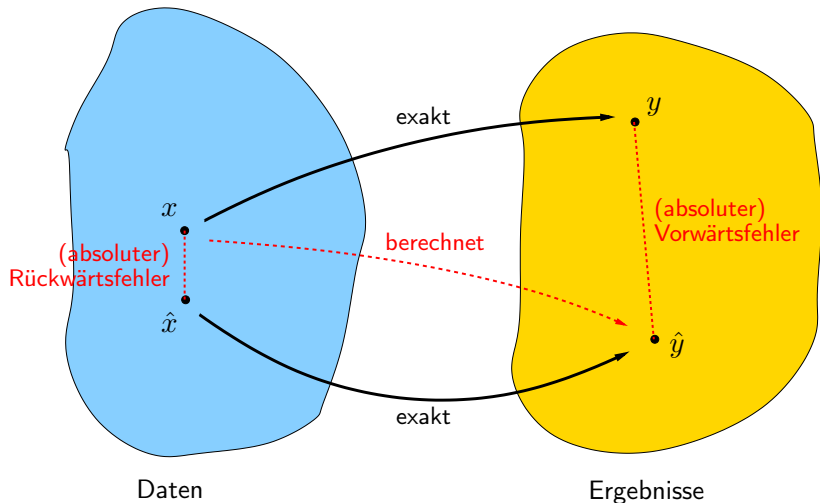 y
exakt
x
(absoluter)
Vorwärtsfehler
berechnet
(absoluter)
Rückwärtsfehler
x̂
ŷ
exakt
Daten
Ergebnisse